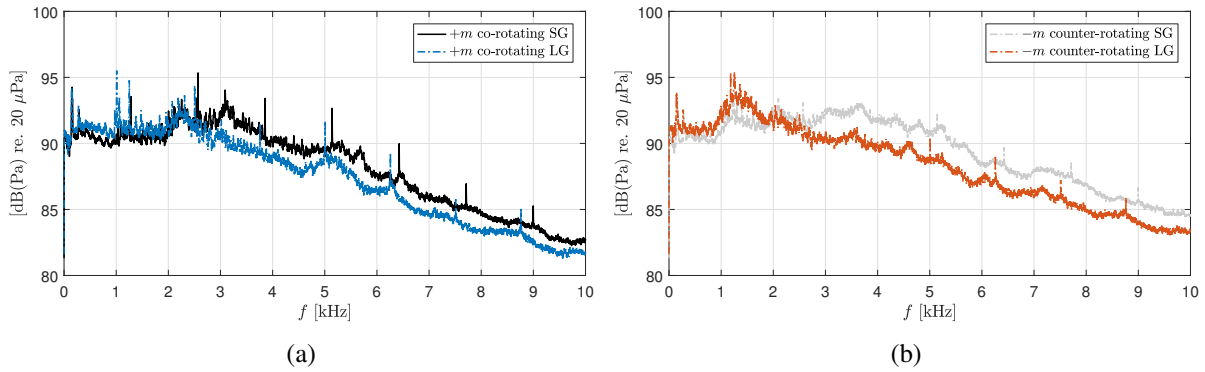 100
95
90
85
80
[dB(Pa) re. 20 μPa]
+m co-rotating SG
+m co-rotating LG
0 1 2 3 4 5 6 7 8 9 10
f [kHz]
(a)
100
95
90
85
80
[dB(Pa) re. 20 μPa]
−m counter-rotating SG
−m counter-rotating LG
0 1 2 3 4 5 6 7 8 9 10
f [kHz]
(b)